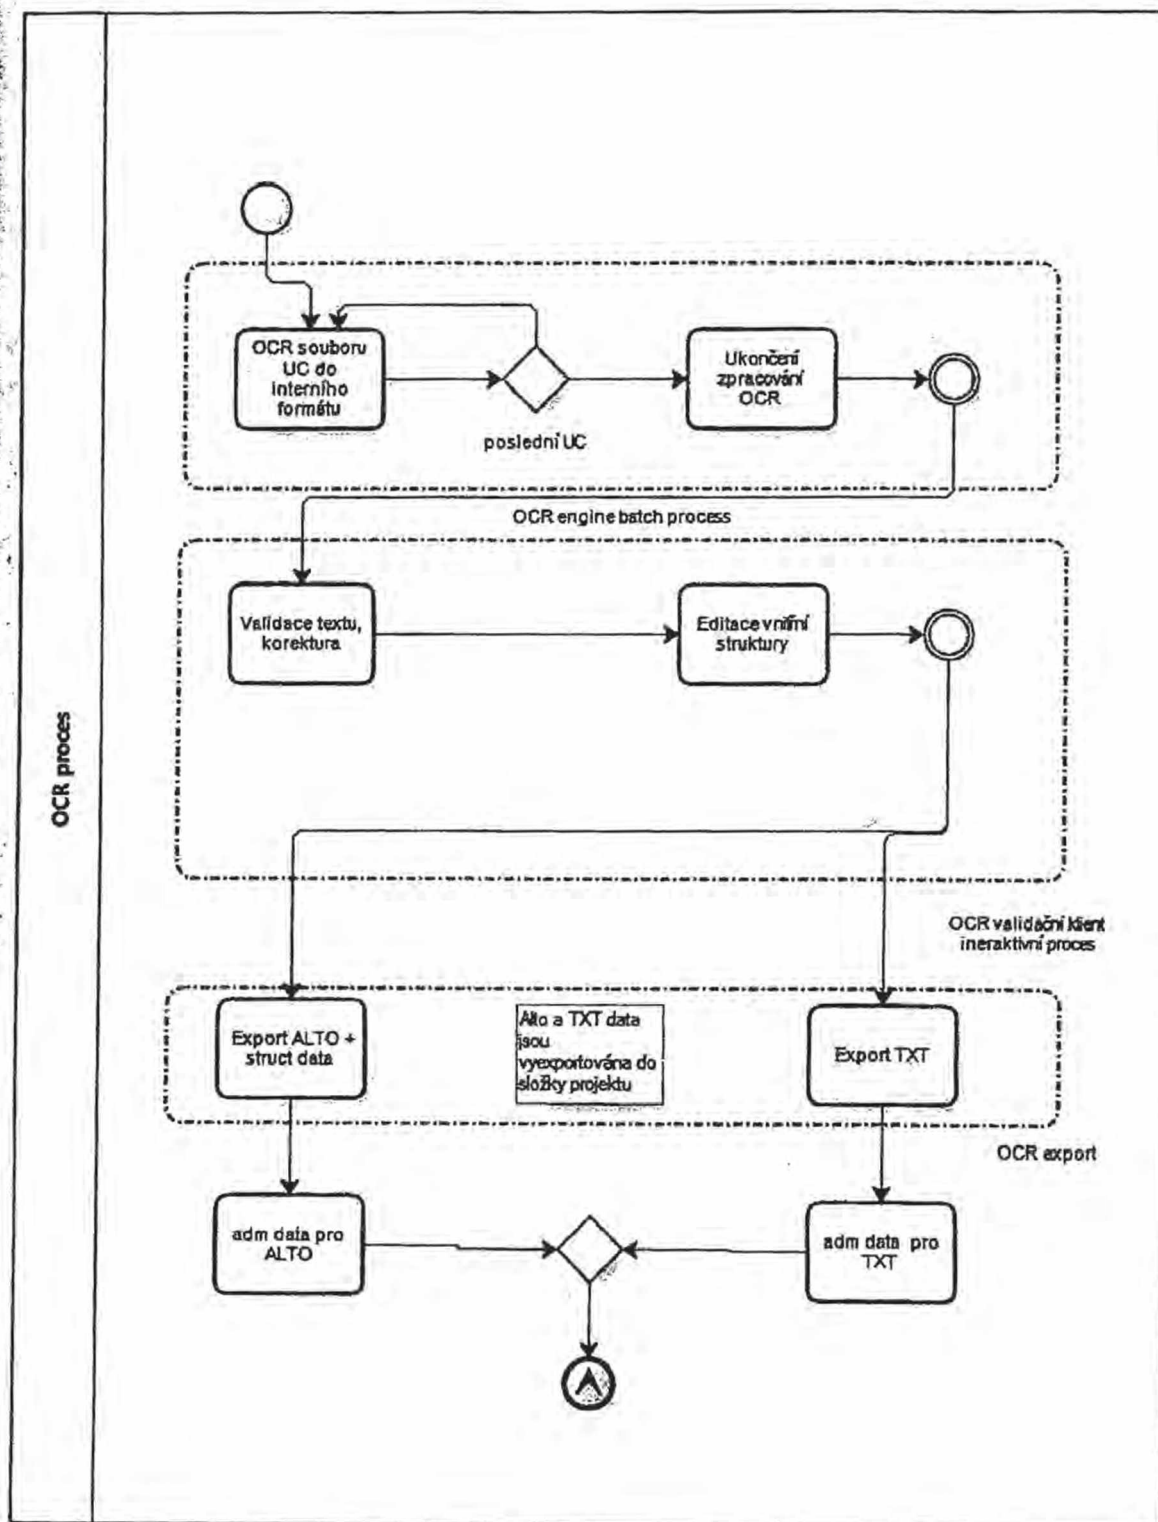 OCR proces
OCR souboru
UC do
interního
formátu
poslední UC
Ukončení
zpracování
OCR
OCR engine batch process
Validace textu,
korektura
Editace vnitřní
struktury
OCR validační klient
ineraktivní proces
Export ALTO +
struct data
Alto a TXT data
jsou
vyexportována do
složky projektu
Export TXT
OCR export
adm data pro
ALTO
adm data pro
TXT